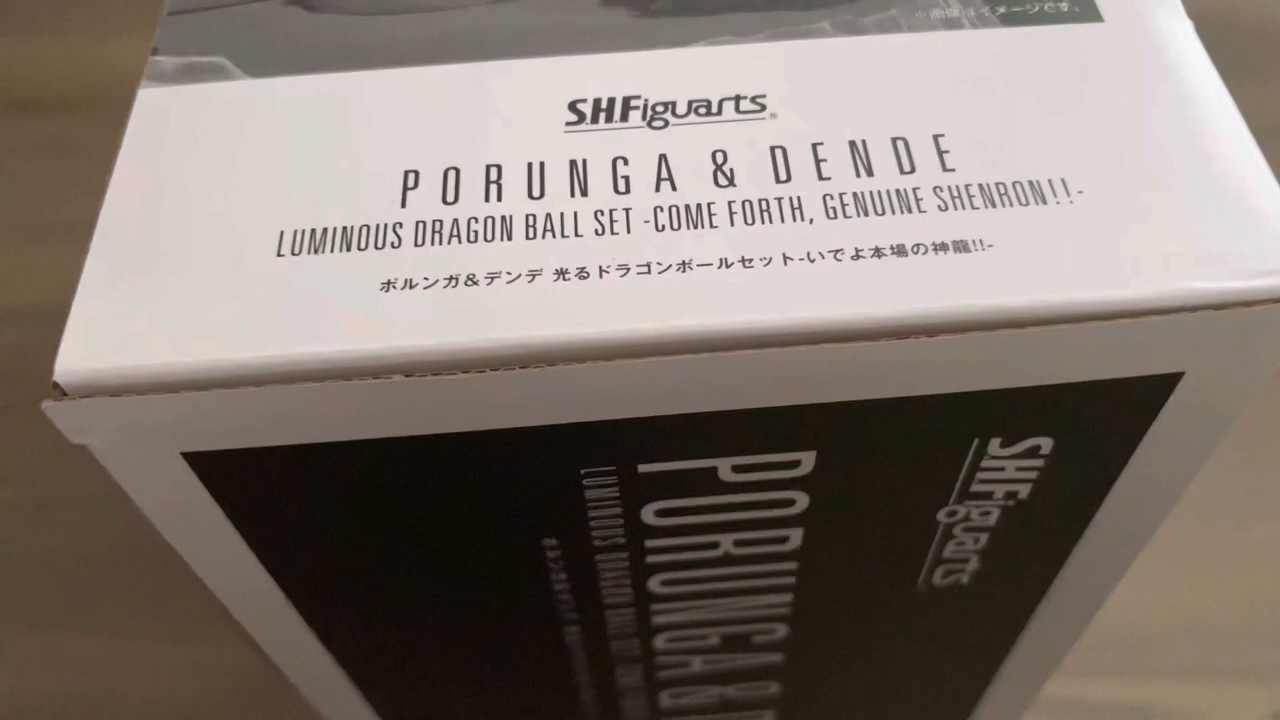 ※画像はイメージです。
S.H.Figuarts®
PORUNGA & DENDE
LUMINOUS DRAGON BALL SET -COME FORTH, GENUINE SHENRON!!-
ポルンガ&デンデ 光るドラゴンボールセット-いでよ本場の神龍!!-
S.H.Figuarts
PORUNGA &
LUMINOUS DRAGON BALL SET